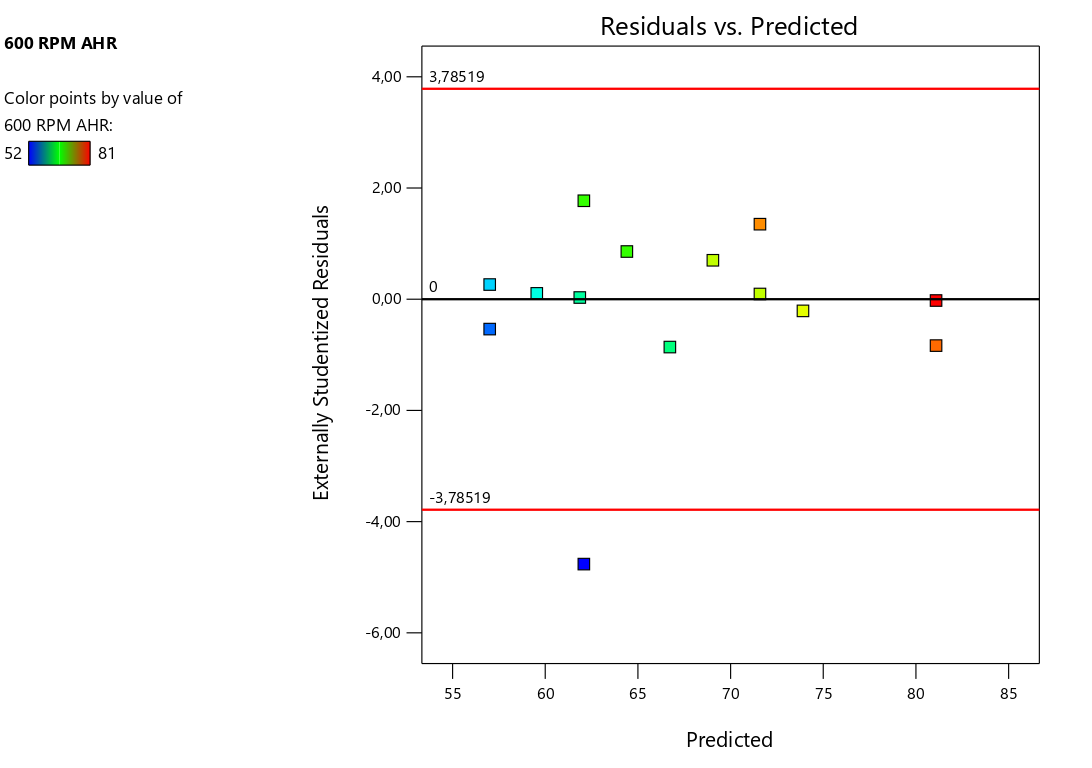 600 RPM AHR
Color points by value of
600 RPM AHR:
52 81
Residuals vs. Predicted
Externally Studentized Residuals
4,00
2,00
0,00
-2,00
-4,00
-6,00
3,78519
0
-3,78519
55 60 65 70 75 80 85
Predicted